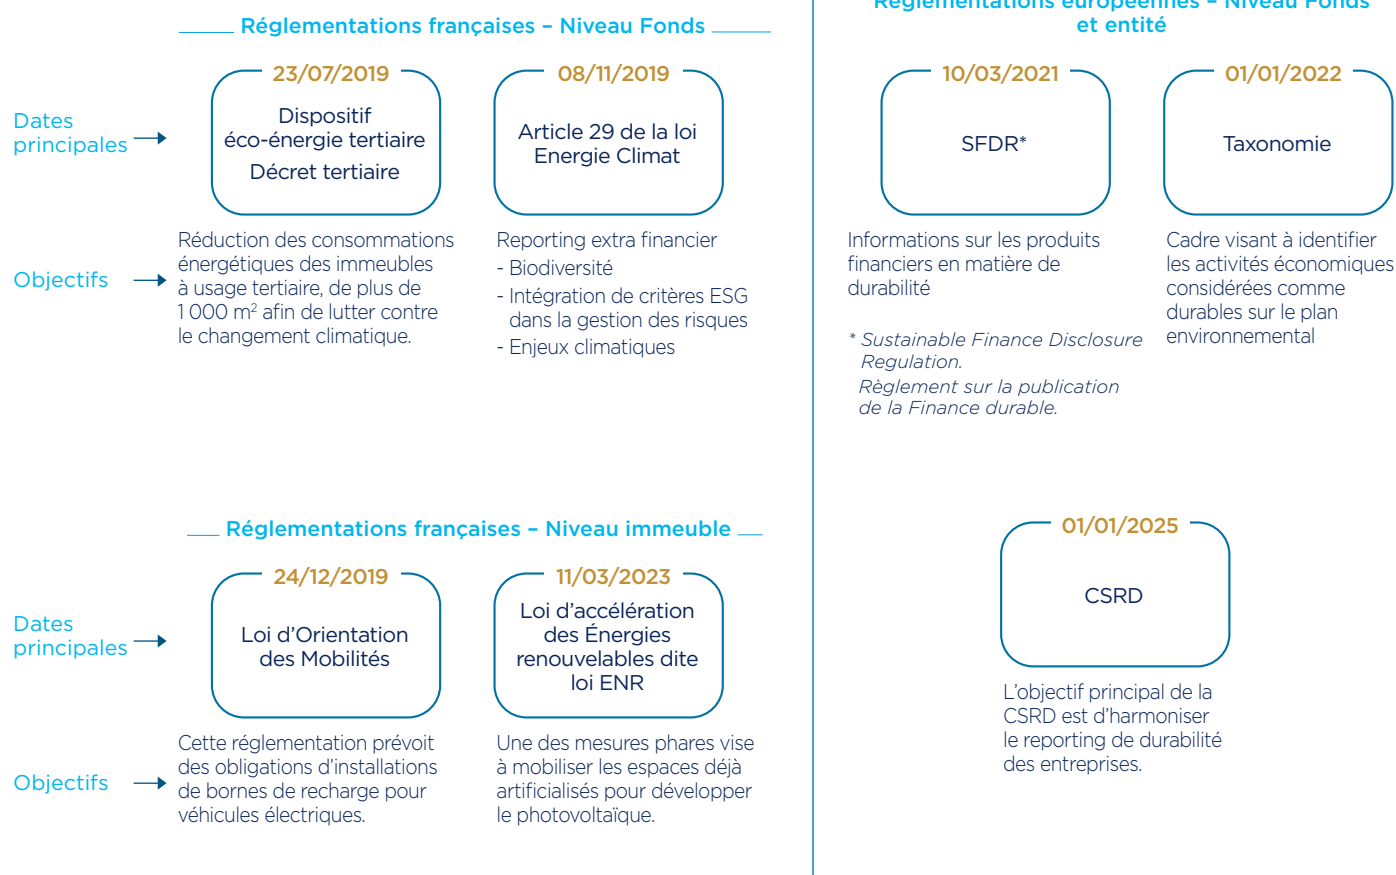 Réglementations françaises – Niveau Fonds
23/07/2019
Dispositif
éco-énergie tertiaire
Décret tertiaire
08/11/2019
Article 29 de la loi
Energie Climat
Dates
principales
Objectifs
Réduction des consommations
énergétiques des immeubles
à usage tertiaire, de plus de
1 000 m² afin de lutter contre
le changement climatique.
Reporting extra financier
- Biodiversité
- Intégration de critères ESG
dans la gestion des risques
- Enjeux climatiques
Réglementations européennes – Niveau Fonds
et entité
10/03/2021
SFDR*
01/01/2022
Taxonomie
Informations sur les produits
financiers en matière de
durabilité
* Sustainable Finance Disclosure
Regulation.
Règlement sur la publication
de la Finance durable.
Cadre visant à identifier
les activités économiques
considérées comme
durables sur le plan
environnemental
Réglementations françaises – Niveau immeuble
24/12/2019
Loi d’Orientation
des Mobilités
11/03/2023
Loi d’accélération
des Énergies
renouvelables dite
loi ENR
Dates
principales
Objectifs
Cette réglementation prévoit
des obligations d’installations
de bornes de recharge pour
véhicules électriques.
Une des mesures phares vise
à mobiliser les espaces déjà
artificialisés pour développer
le photovoltaïque.
01/01/2025
CSRD
L’objectif principal de la
CSRD est d’harmoniser
le reporting de durabilité
des entreprises.